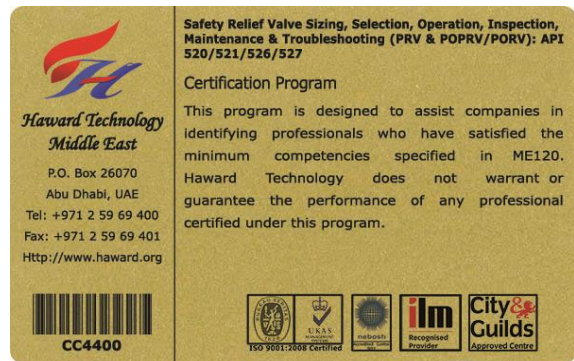 Haward Technology
Middle East
P.O. Box 26070
Abu Dhabi, UAE
Tel: +971 2 59 69 400
Fax: +971 2 59 69 401
Http://www.haward.org
CC4400
Safety Relief Valve Sizing, Selection, Operation, Inspection,
Maintenance & Troubleshooting (PRV & POPRV/PORV): API
520/521/526/527
Certification Program
This program is designed to assist companies in
identifying professionals who have satisfied the
minimum competencies specified in ME120.
Haward Technology does not warrant or
guarantee the performance of any professional
certified under this program.
UKAS
ISO 9001:2008 Certified
nebosh
ilm
Recognised
Provider
City &
Guilds
Approved Centre